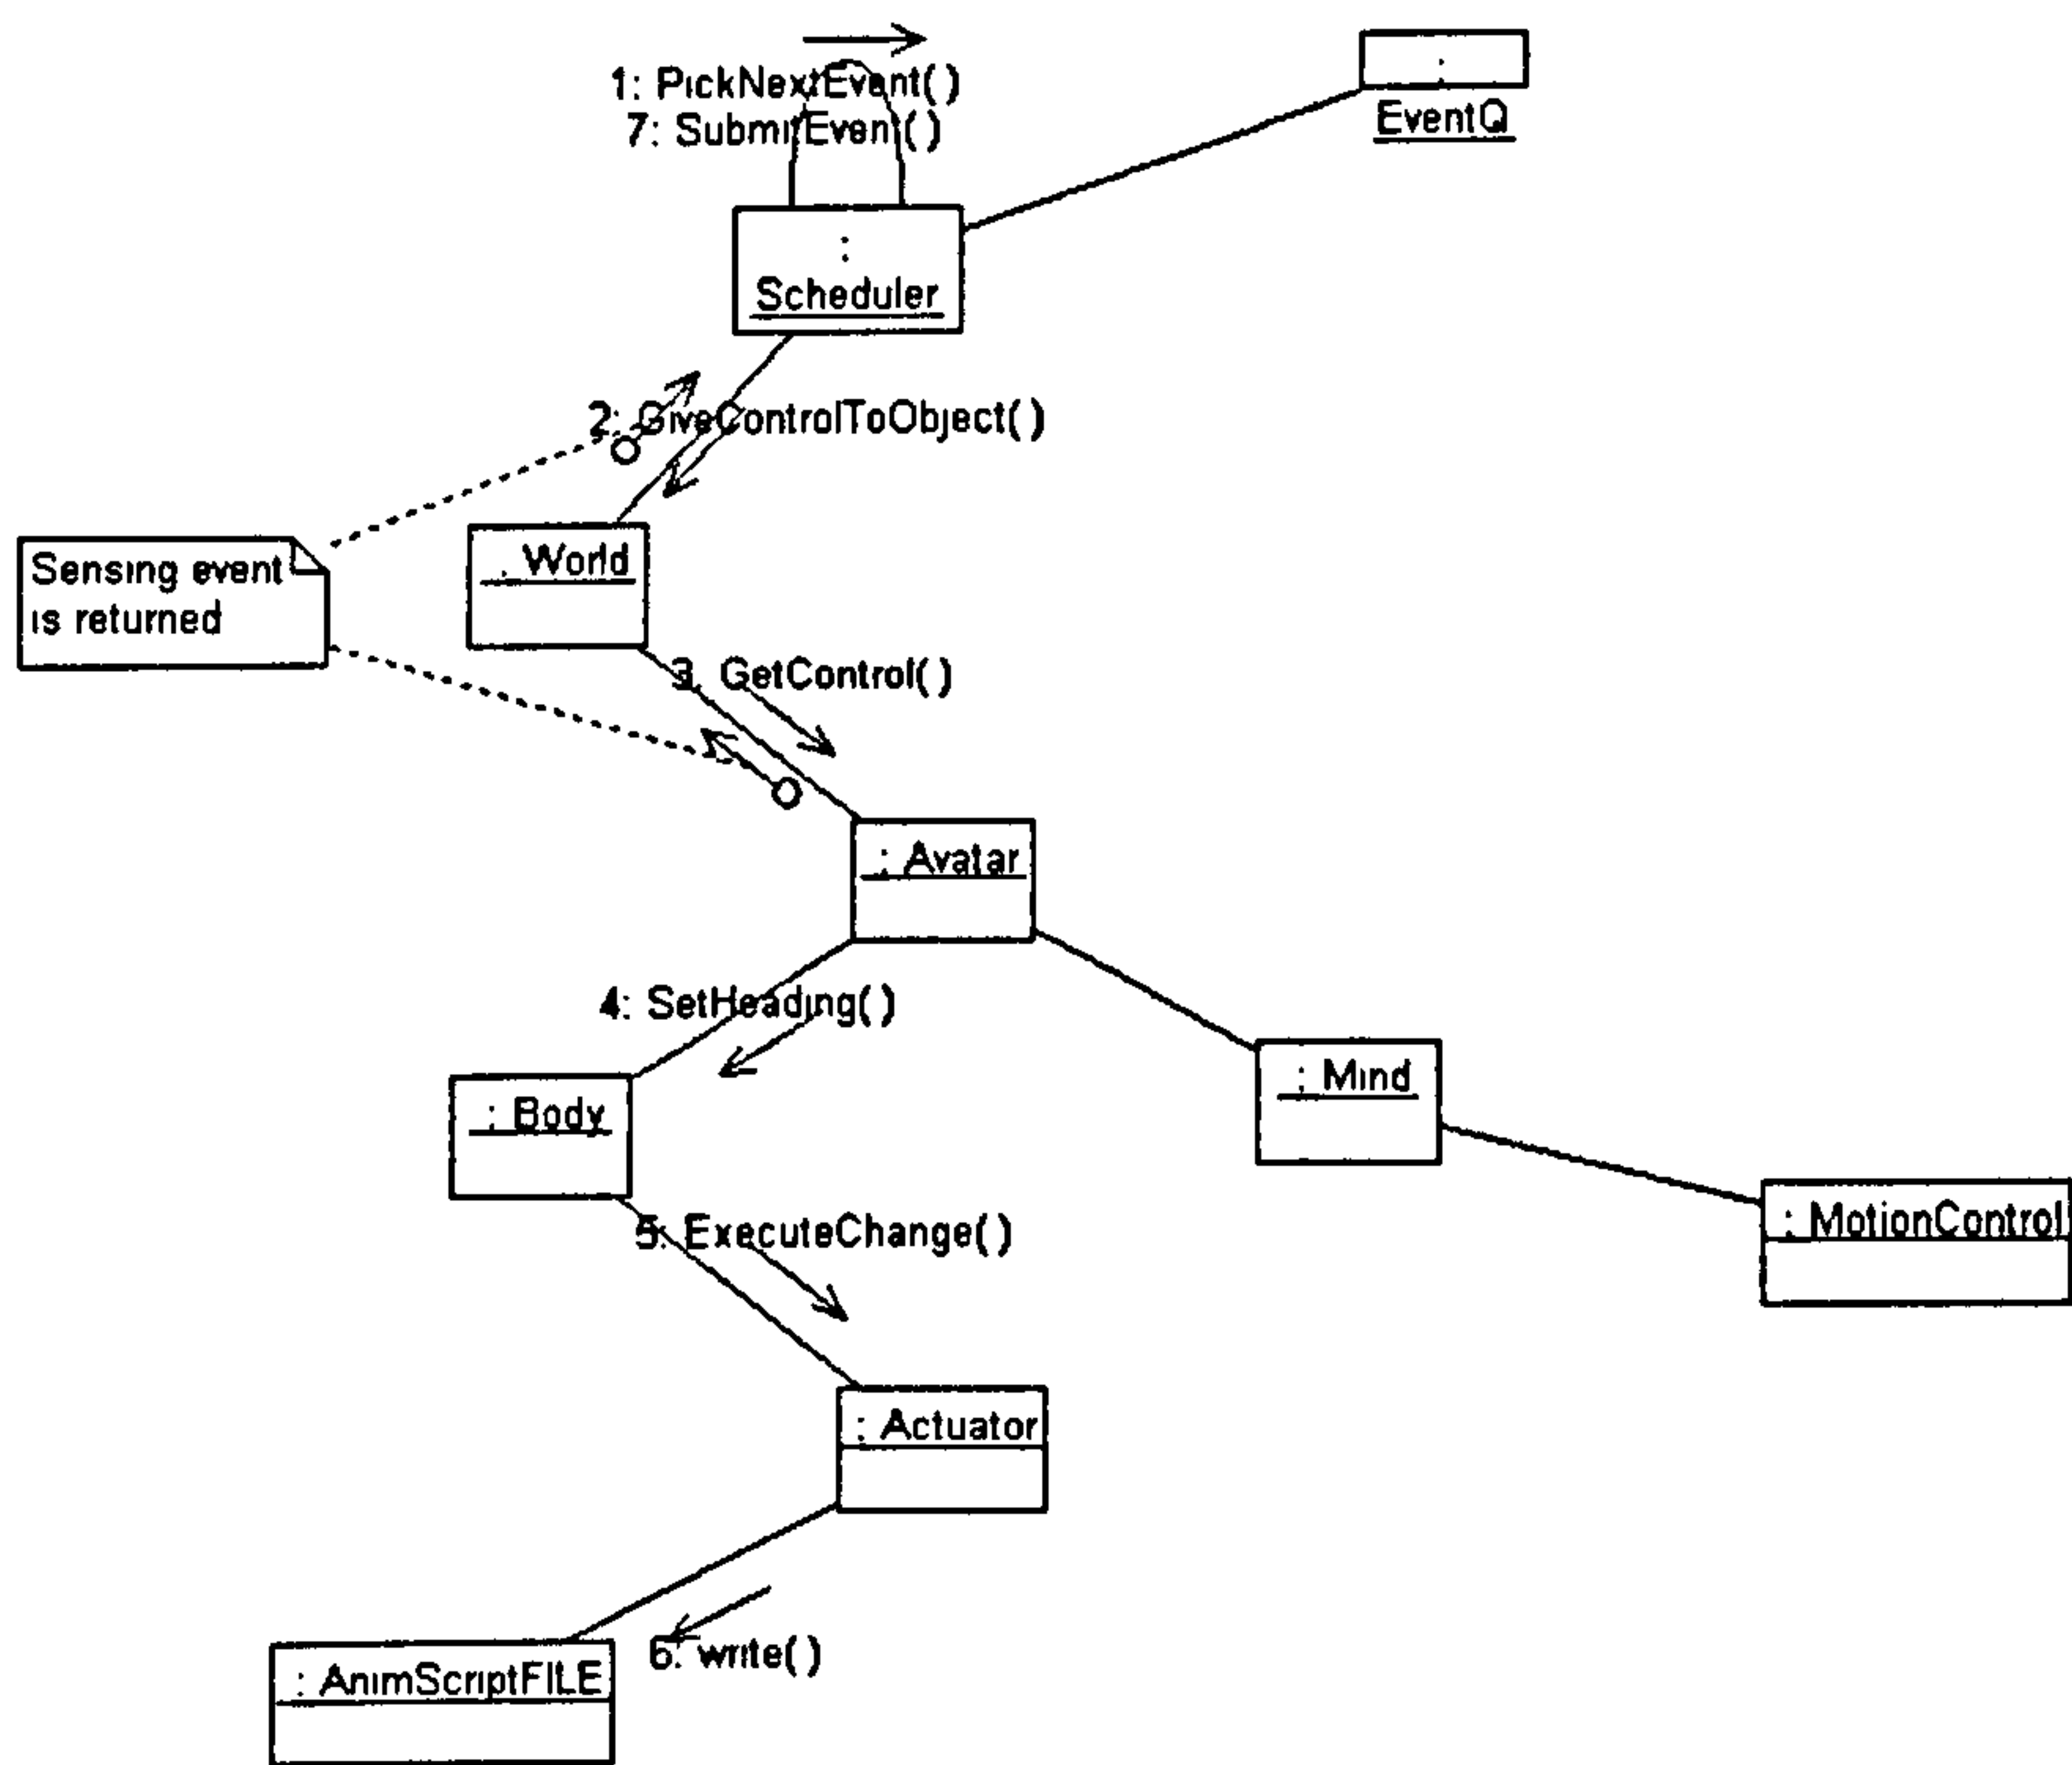 1: PickNextEvent( )
7: SubmitEvent( )
:
EventQ
:
Scheduler
2: GiveControlToObject( )
: World
Sensing event
is returned
3: GetControl( )
: Avatar
4: SetHeading( )
: Mind
: Body
: MotionControl
5: ExecuteChange( )
: Actuator
6: write( )
: AnimScriptFILE